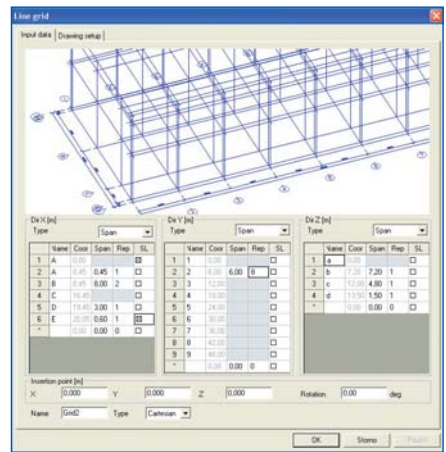 Line grid
Input data Drawing setup
Dir X [m] Dir Y [m] Dir Z [m]
Type Span Type Span Type Span
Name Coor Span Rep SL Name Coor Span Rep SL Name Coor Span Rep SL
1 A 0,00 1 1 0,00 1 a 0,00
2 A 0,45 0,45 1 2 2 6,00 6,00 8 2 b 7,20 7,20 1
3 B 8,45 8,00 2 3 3 12,00 3 c 12,00 4,80 1
4 C 16,45 4 4 18,00 4 d 13,50 1,50 1
5 D 19,45 3,00 1 5 5 24,00 * 0,00 0
6 E 20,05 0,60 1 6 6 30,00
* 0,00 0 7 7 36,00
8 8 42,00
9 9 48,00
* 0,00 0,00 0
Insertion point [m]
X 0,000 Y 0,000 Z 0,000 Rotation 0,00 deg
Name Grid2 Type Cartesian
OK Storno